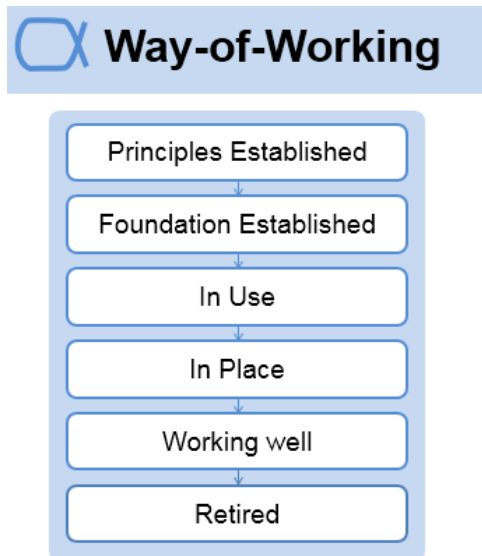 Way-of-Working
Principles Established
Foundation Established
In Use
In Place
Working well
Retired